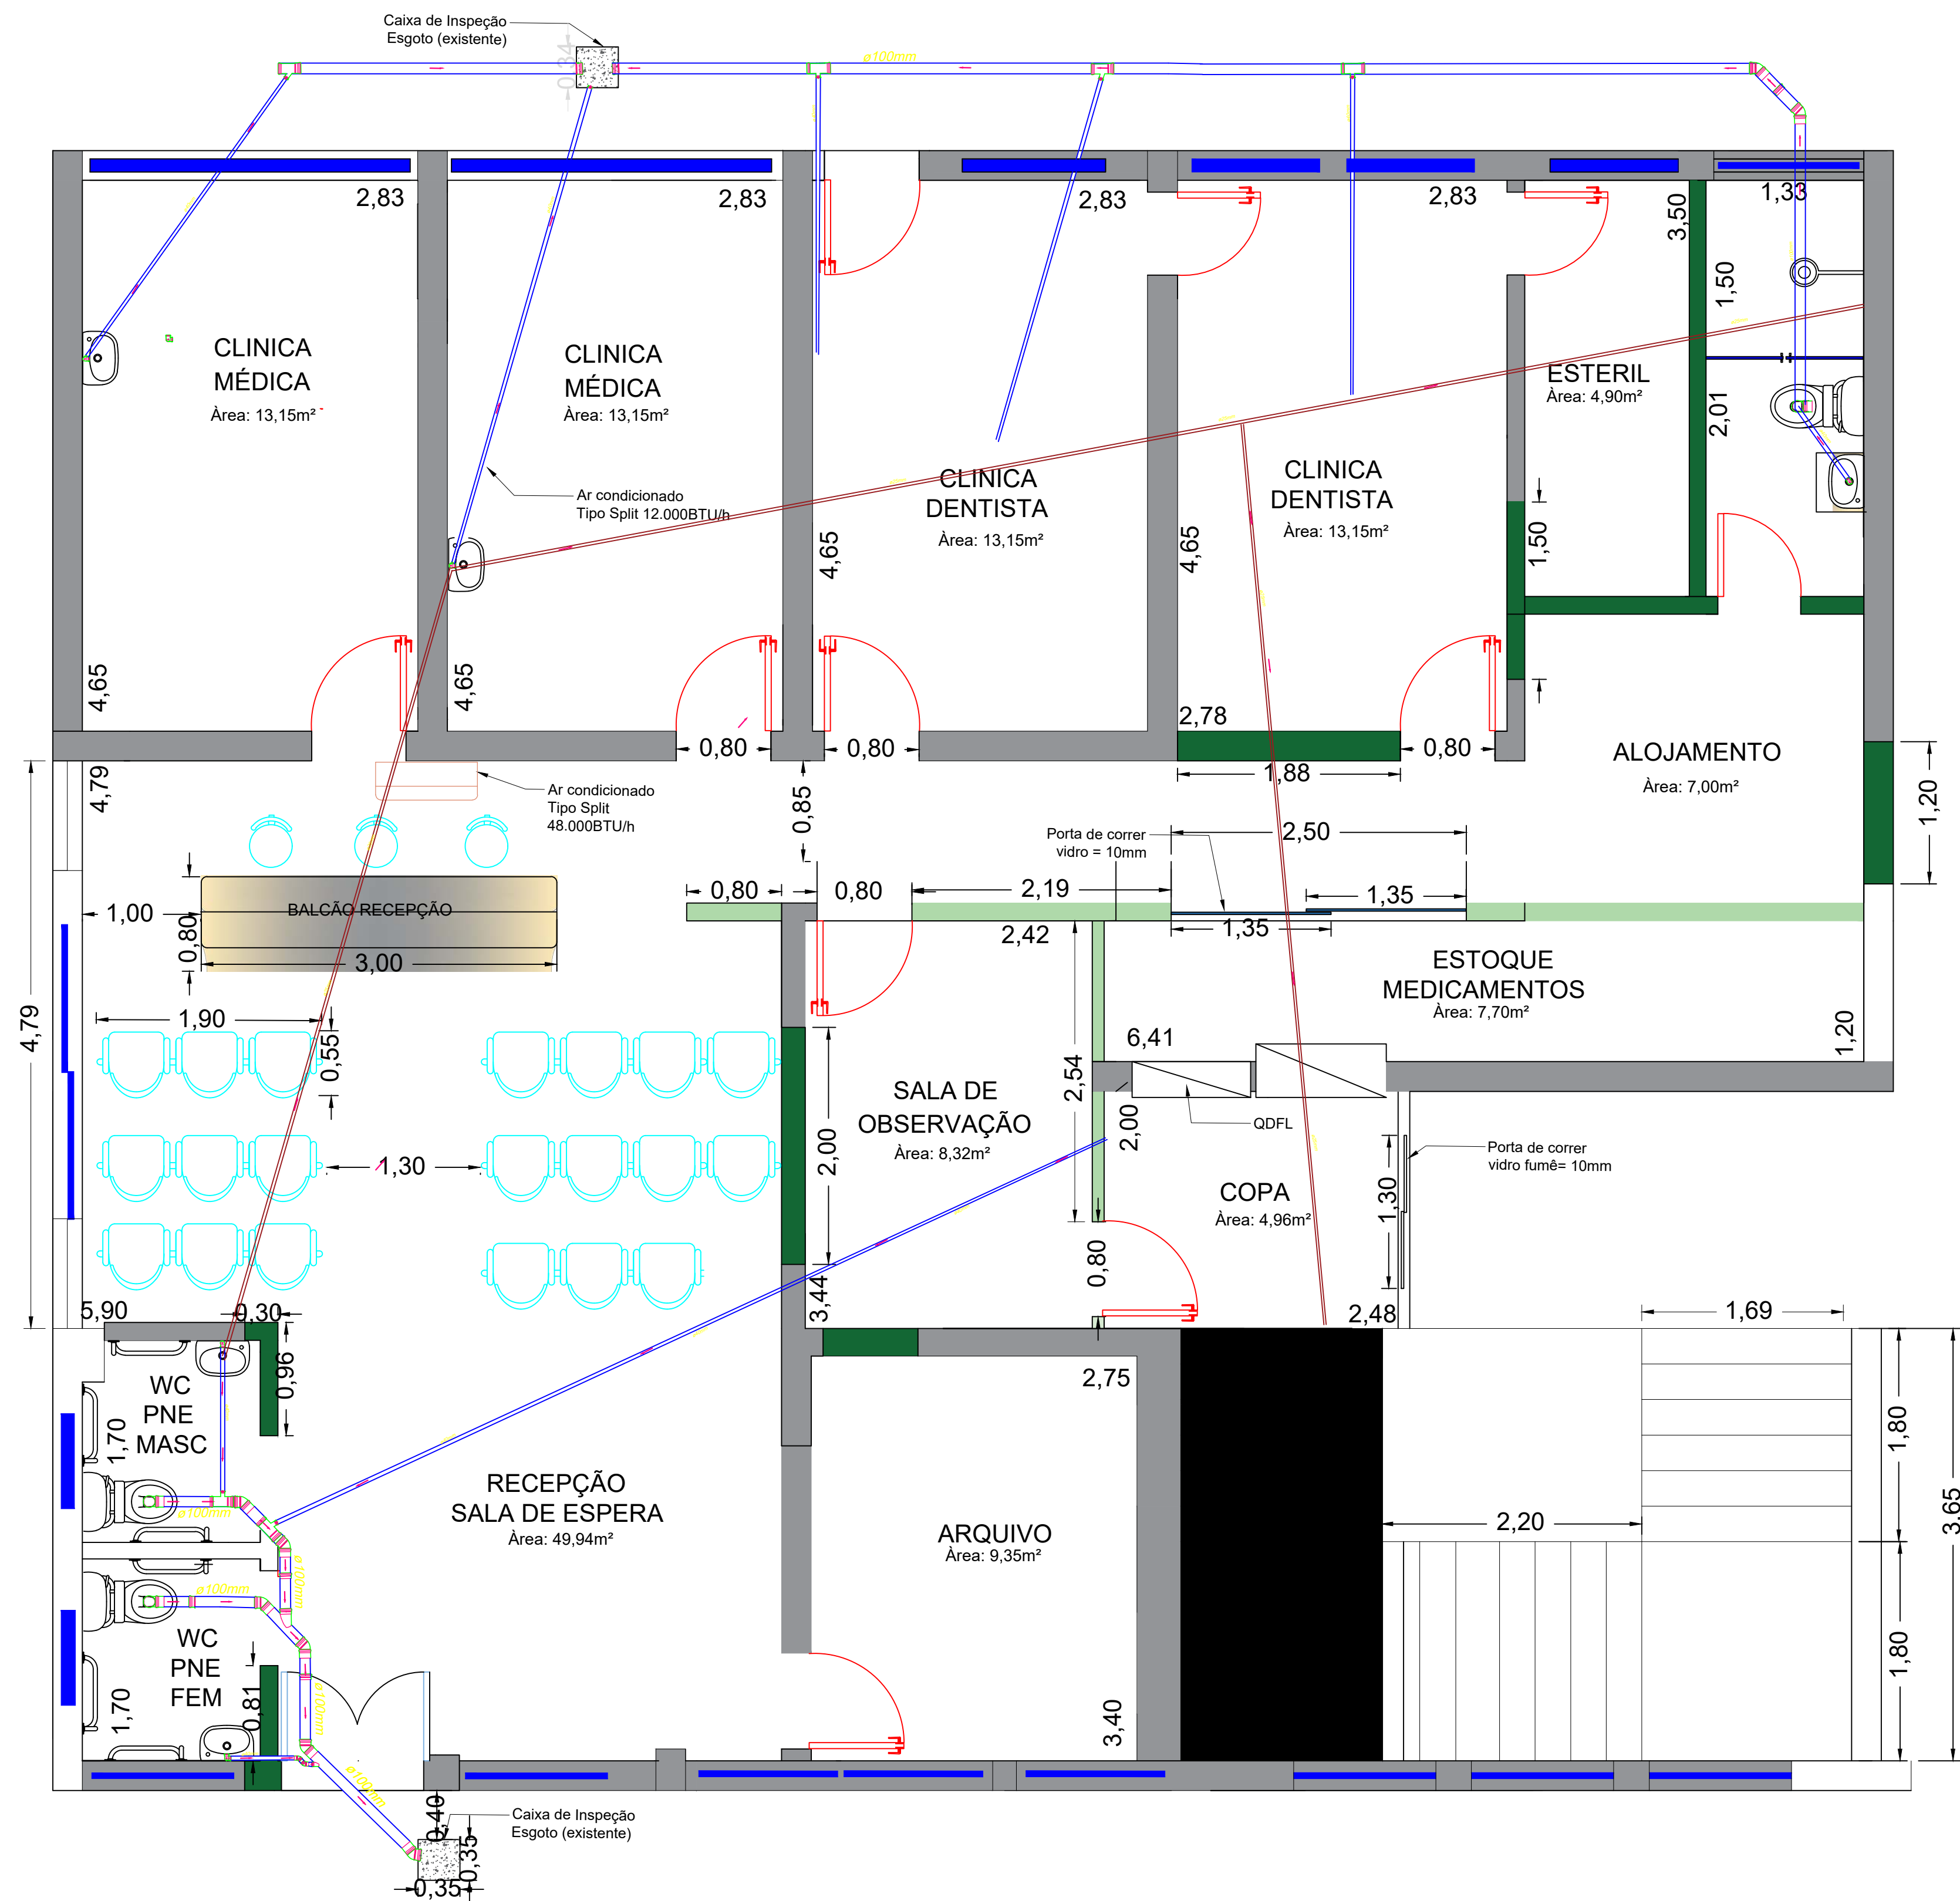 Caixa de Inspeção
Esgoto (existente)
0,34
ø100mm
2,83
2,83
2,83
2,83
1,33
3,50
1,50
CLINICA
MÉDICA
Àrea: 13,15m²
CLINICA
MÉDICA
Àrea: 13,15m²
ESTERIL
Àrea: 4,90m²
2,01
CLINICA
DENTISTA
Àrea: 13,15m²
CLINICA
DENTISTA
Àrea: 13,15m²
Ar condicionado
Tipo Split 12.000BTU/h
4,65
4,65
1,50
4,65
4,65
2,78
0,80
0,80
0,80
1,88
ALOJAMENTO
Àrea: 7,00m²
1,20
4,79
Ar condicionado
Tipo Split
48.000BTU/h
0,85
Porta de correr
vidro = 10mm
2,50
0,80
0,80
2,19
1,35
1,00
BALCÃO RECEPÇÃO
0,80
3,00
2,42
1,35
ESTOQUE
MEDICAMENTOS
Àrea: 7,70m²
1,20
4,79
1,90
0,55
6,41
2,54
SALA DE
OBSERVAÇÃO
Àrea: 8,32m²
2,00
2,00
QDFL
1,30
Porta de correr
vidro fumê= 10mm
COPA
Àrea: 4,96m²
1,30
0,80
3,44
2,48
1,69
5,90
0,30
0,96
WC
PNE
MASC
1,70
2,75
1,80
3,65
RECEPÇÃO
SALA DE ESPERA
Àrea: 49,94m²
ø100mm
ARQUIVO
Àrea: 9,35m²
2,20
ø100mm
ø100mm
WC
PNE
FEM
1,70
0,81
ø100mm
3,40
1,80
ø100mm
0,40
Caixa de Inspeção
Esgoto (existente)
0,35
0,35